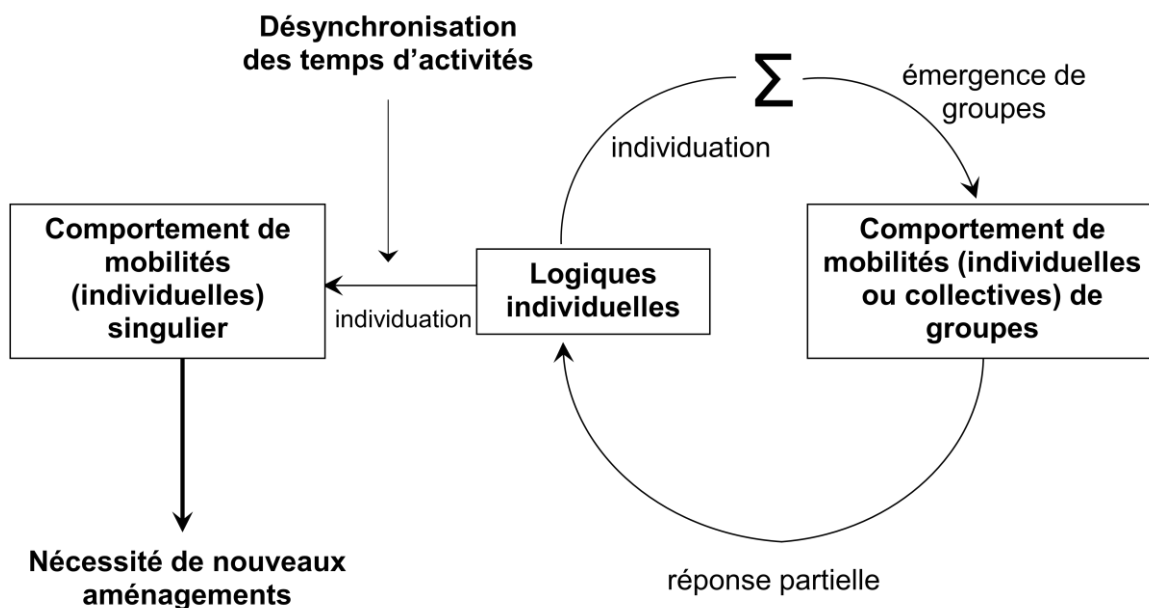 Désynchronisation
des temps d’activités
Σ
émergence de
groupes
individuation
Comportement de
mobilités
(individuelles)
singulier
individuation
Logiques
individuelles
Comportement de
mobilités (individuelles
ou collectives) de
groupes
Nécessité de nouveaux
aménagements
réponse partielle